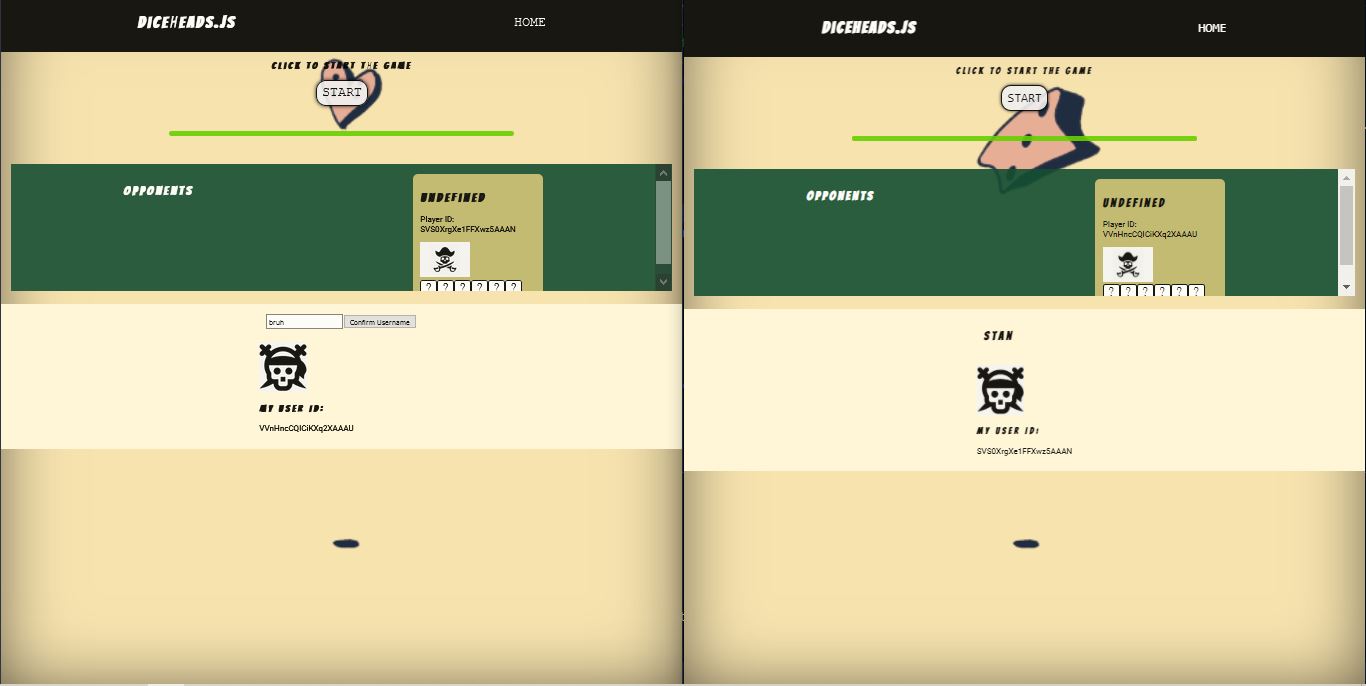 DICEHEADS.JS
HOME
CLICK TO START THE GAME
START
OPPONENTS
UNDEFINED
Player ID:
SVS0XrgXe1FFXwz5AAAN
? ? ? ? ? ?
bruh
Confirm Username
MY USER ID:
VVnHncCQICiKXq2XAAAU
DICEHEADS.JS
HOME
CLICK TO START THE GAME
START
OPPONENTS
UNDEFINED
Player ID:
VVnHncCQICiKXq2XAAAU
? ? ? ? ? ?
STAN
MY USER ID:
SVS0XrgXe1FFXwz5AAAN